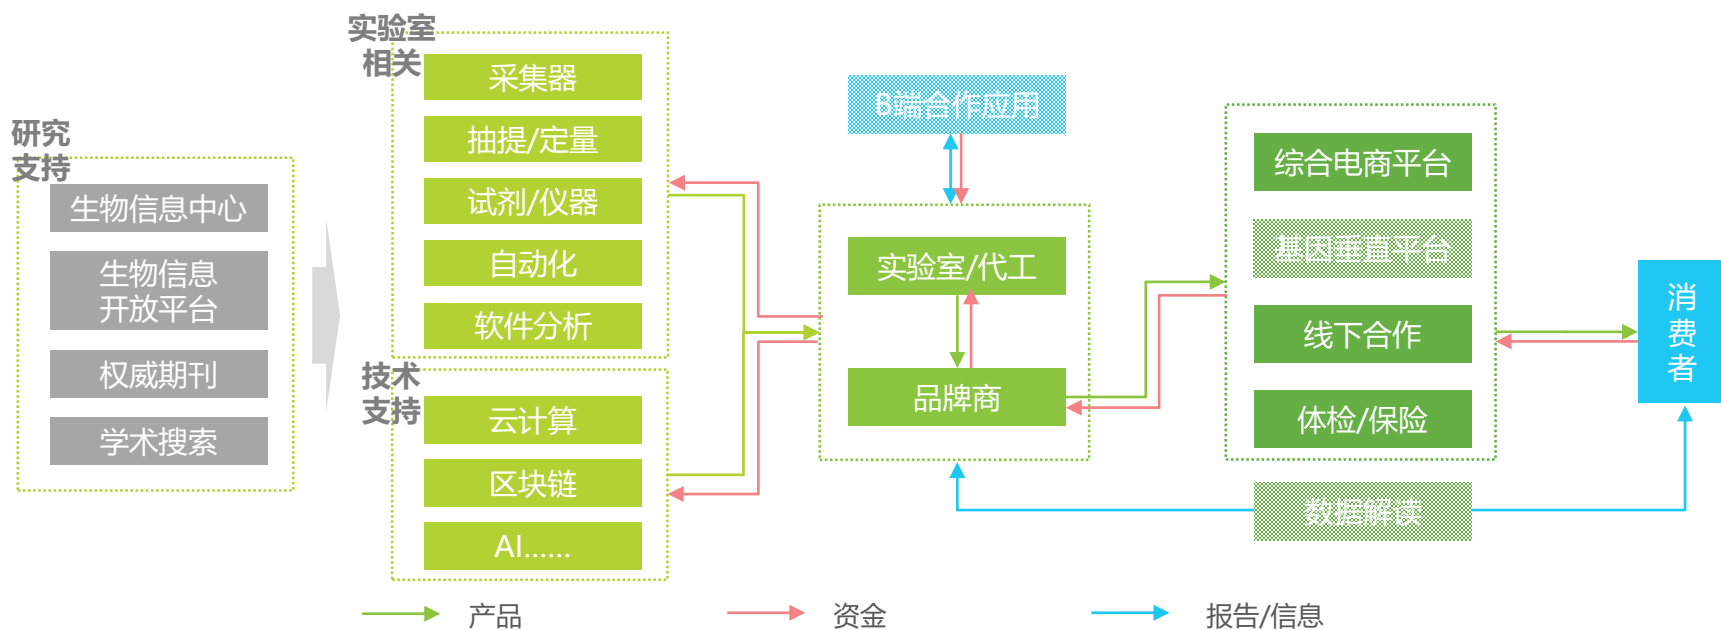 研究
支持
生物信息中心
生物信息
开放平台
权威期刊
学术搜索
实验室
相关
采集器
抽提/定量
试剂/仪器
自动化
软件分析
技术
支持
云计算
区块链
AI……
B端合作应用
实验室/代工
品牌商
综合电商平台
基因垂直平台
线下合作
体检/保险
数据解读
消
费
者
产品
资金
报告/信息